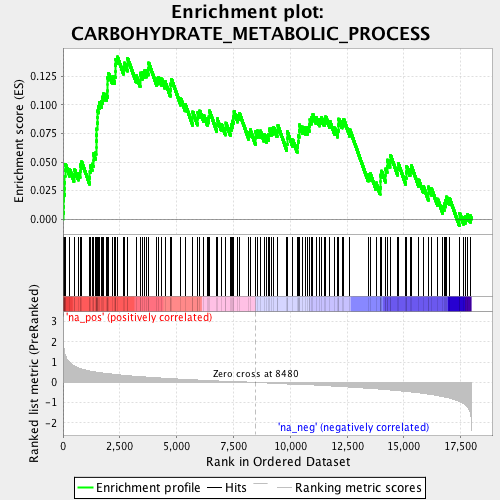 Enrichment plot:
CARBOHYDRATE_METABOLIC_PROCESS
Enrichment score (ES)
0.125
0.100
0.075
0.050
0.025
0.000
'na_pos' (positively correlated)
Ranked list metric (PreRanked)
3
2
1
0
-1
-2
Zero cross at 8480
'na_neg' (negatively correlated)
0
2,500
5,000
7,500
10,000
12,500
15,000
17,500
Rank in Ordered Dataset
Enrichment profile
Hits
Ranking metric scores